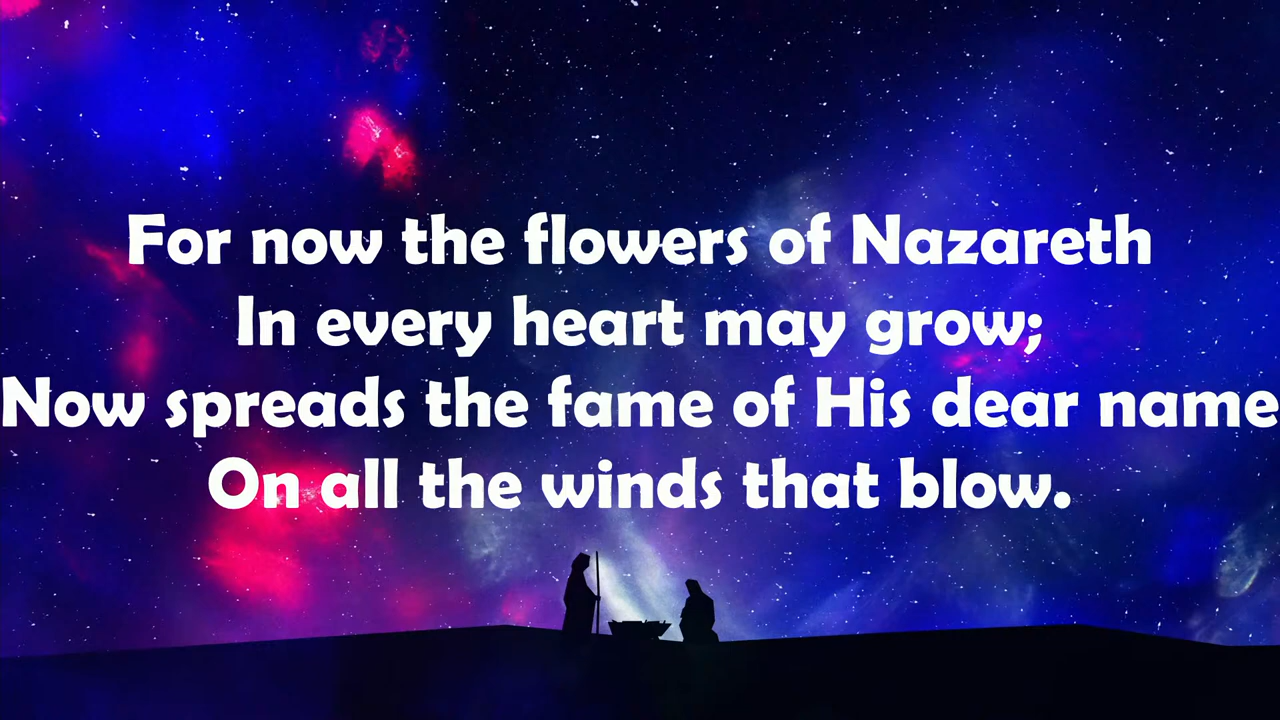 For now the flowers of Nazareth
In every heart may grow;
Now spreads the fame of His dear name
On all the winds that blow.